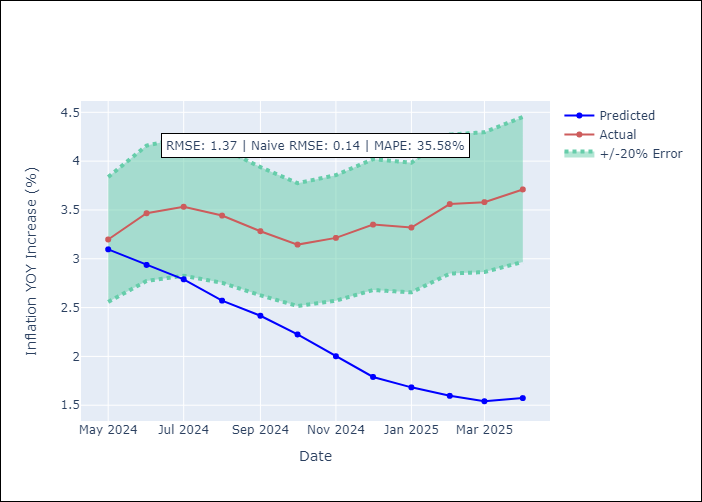 RMSE: 1.37 | Naive RMSE: 0.14 | MAPE: 35.58%
Predicted
Actual
+/-20% Error
Inflation YOY Increase (%)
4.5
4
3.5
3
2.5
2
1.5
May 2024 Jul 2024 Sep 2024 Nov 2024 Jan 2025 Mar 2025
Date